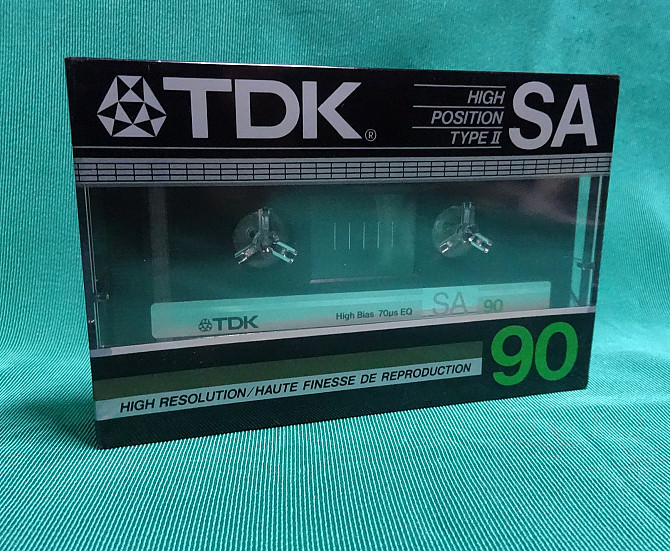 TDK®
HIGH
POSITION
TYPE II
SA
TDK
High Bias 70µs EQ
SA 90
90
HIGH RESOLUTION/HAUTE FINESSE DE REPRODUCTION